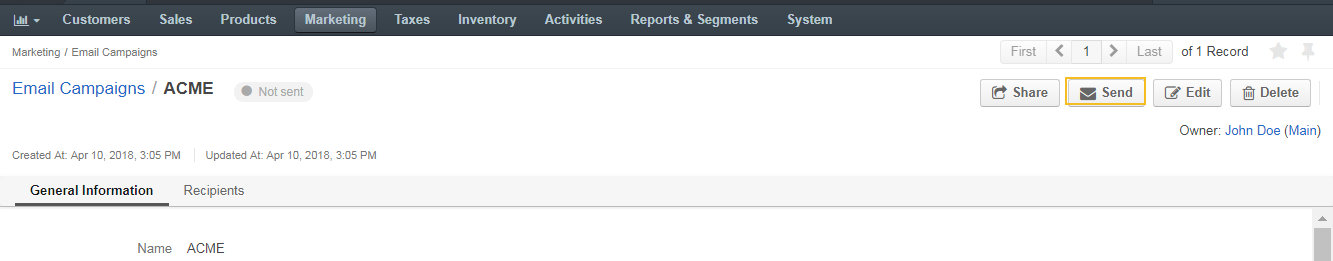 Customers Sales Products Marketing Taxes Inventory Activities Reports & Segments System
Marketing / Email Campaigns First 1 Last of 1 Record
Email Campaigns / ACME Not sent Share Send Edit Delete
Owner: John Doe (Main)
Created At: Apr 10, 2018, 3:05 PM Updated At: Apr 10, 2018, 3:05 PM
General Information Recipients
Name ACME